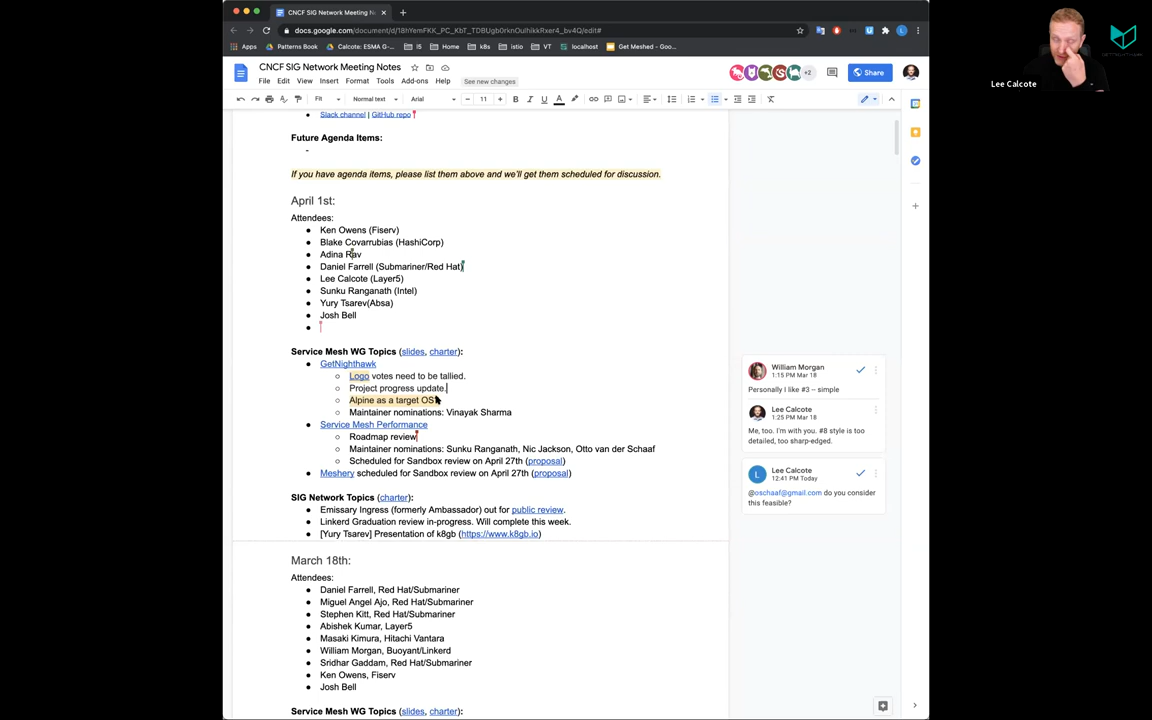 CNCF SIG Network Meeting No
docs.google.com/document/d/18hYemFKK_PC_KbT_TDBUgb0rknOulhikkRxer4_bv4Q/edit#
Apps
Patterns Book
Calcote: ESMA G-...
i5
Home
k8s
istio
VT
localhost
Get Meshed - Goo...
Lee Calcote
CNCF SIG Network Meeting Notes
File Edit View Insert Format Tools Add-ons Help
See new changes
+2
Share
Fit
Normal text
Arial
11
Slack channel | GitHub repo
Future Agenda Items:
-
If you have agenda items, please list them above and we'll get them scheduled for discussion.
April 1st:
Attendees:
Ken Owens (Fiserv)
Blake Covarrubias (HashiCorp)
Adina Rav
Daniel Farrell (Submariner/Red Hat)
Lee Calcote (Layer5)
Sunku Ranganath (Intel)
Yury Tsarev(Absa)
Josh Bell
Service Mesh WG Topics (slides, charter):
GetNighthawk
Logo votes need to be tallied.
Project progress update.
Alpine as a target OS
Maintainer nominations: Vinayak Sharma
Service Mesh Performance
Roadmap review
Maintainer nominations: Sunku Ranganath, Nic Jackson, Otto van der Schaaf
Scheduled for Sandbox review on April 27th (proposal)
Meshery scheduled for Sandbox review on April 27th (proposal)
SIG Network Topics (charter):
Emissary Ingress (formerly Ambassador) out for public review.
Linkerd Graduation review in-progress. Will complete this week.
[Yury Tsarev] Presentation of k8gb (https://www.k8gb.io)
March 18th:
Attendees:
Daniel Farrell, Red Hat/Submariner
Miguel Angel Ajo, Red Hat/Submariner
Stephen Kitt, Red Hat/Submariner
Abishek Kumar, Layer5
Masaki Kimura, Hitachi Vantara
William Morgan, Buoyant/Linkerd
Sridhar Gaddam, Red Hat/Submariner
Ken Owens, Fiserv
Josh Bell
Service Mesh WG Topics (slides, charter):
William Morgan
1:15 PM Mar 18
Personally I like #3 -- simple
Lee Calcote
1:25 PM Mar 18
Me, too. I'm with you. #8 style is too
detailed, too sharp-edged.
L
Lee Calcote
12:41 PM Today
@oschaaf@gmail.com do you consider
this feasible?